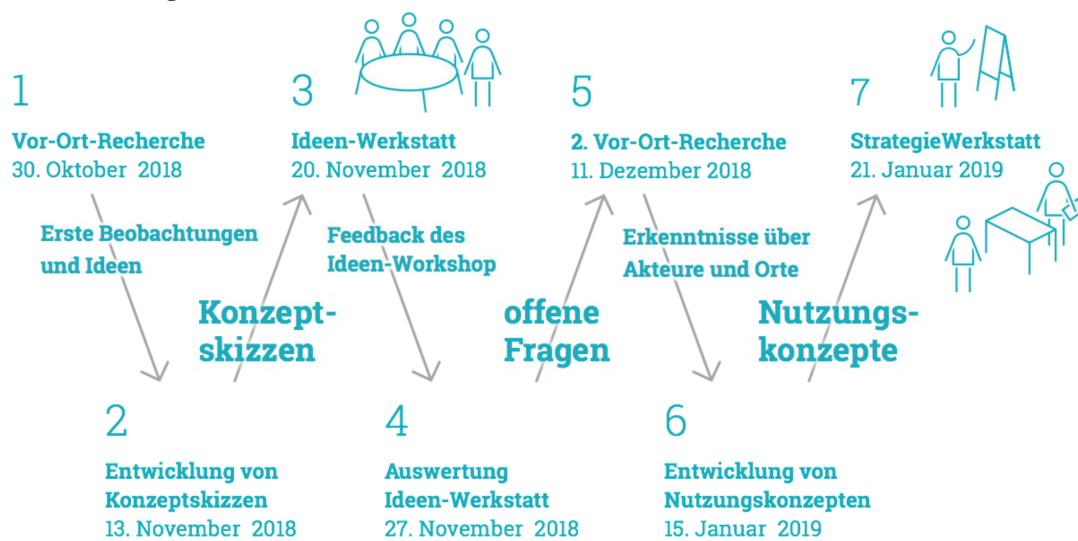 1
Vor-Ort-Recherche
30. Oktober 2018
Erste Beobachtungen
und Ideen
2
Entwicklung von
Konzeptskizzen
13. November 2018
Konzept-
skizzen
3
Ideen-Werkstatt
20. November 2018
Feedback des
Ideen-Workshop
4
Auswertung
Ideen-Werkstatt
27. November 2018
offene
Fragen
5
2. Vor-Ort-Recherche
11. Dezember 2018
Erkenntnisse über
Akteure und Orte
6
Entwicklung von
Nutzungskonzepten
15. Januar 2019
Nutzungs-
konzepte
7
StrategieWerkstatt
21. Januar 2019